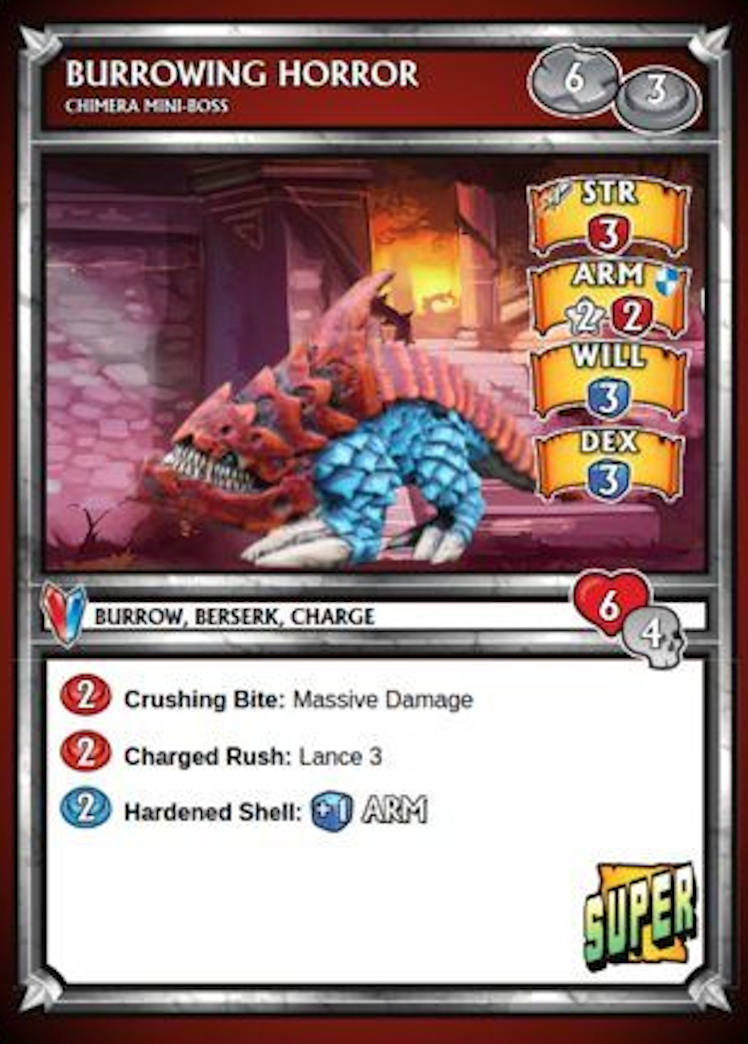 BURROWING HORROR
6
3
CHIMERA MINI-BOSS
STR
3
ARM
2 2
WILL
3
DEX
3
BURROW, BERSERK, CHARGE
6
4
2 Crushing Bite: Massive Damage
2 Charged Rush: Lance 3
2 Hardened Shell: +1 ARM
SUPER